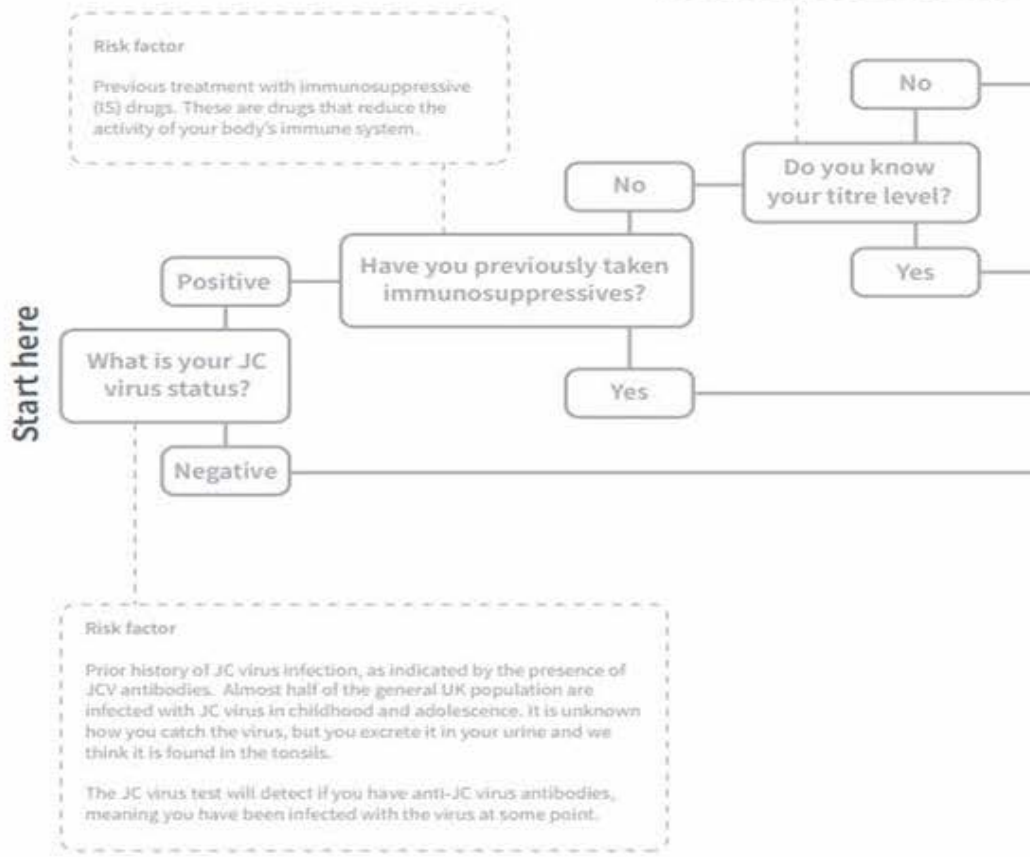 Risk factor
Previous treatment with immunosuppressive
(IS) drugs. These are drugs that reduce the
activity of your body's immune system.
No
Do you know
your titre level?
No
Yes
Have you previously taken
immunosuppressives?
Positive
Yes
Start here
What is your JC
virus status?
Negative
Risk factor
Prior history of JC virus infection, as indicated by the presence of
JCV antibodies. Almost half of the general UK population are
infected with JC virus in childhood and adolescence. It is unknown
how you catch the virus, but you excrete it in your urine and we
think it is found in the tonsils.
The JC virus test will detect if you have anti-JC virus antibodies,
meaning you have been infected with the virus at some point.